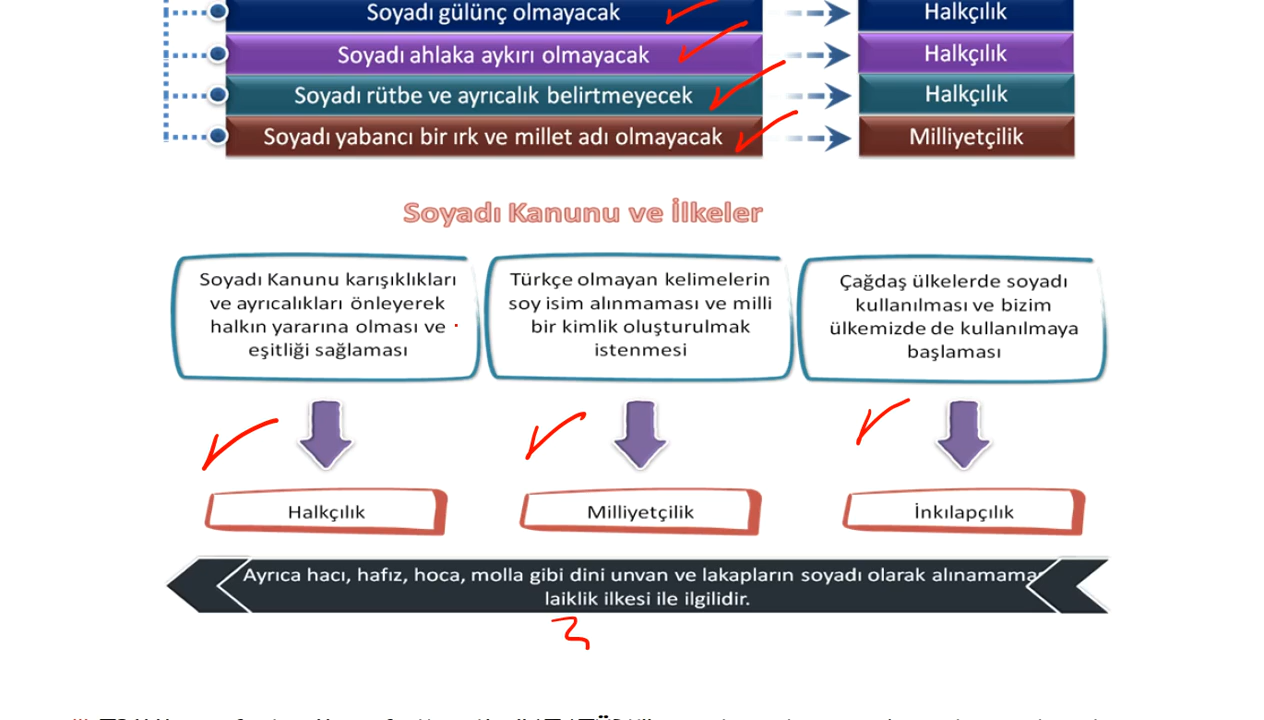 Soyadı gülünç olmayacak Halkçılık
Soyadı ahlaka aykırı olmayacak Halkçılık
Soyadı rütbe ve ayrıcalık belirtmeyecek Halkçılık
Soyadı yabancı bir ırk ve millet adı olmayacak Milliyetçilik
Soyadı Kanunu ve İlkeler
Soyadı Kanunu karışıklıkları
ve ayrıcalıkları önleyerek
halkın yararına olması ve
eşitliği sağlaması
Türkçe olmayan kelimelerin
soy isim alınmaması ve milli
bir kimlik oluşturulmak
istenmesi
Çağdaş ülkelerde soyadı
kullanılması ve bizim
ülkemizde de kullanılmaya
başlaması
Halkçılık
Milliyetçilik
İnkılapçılık
Ayrıca hacı, hafız, hoca, molla gibi dini unvan ve lakapların soyadı olarak
laiklik ilkesi ile ilgilidir.